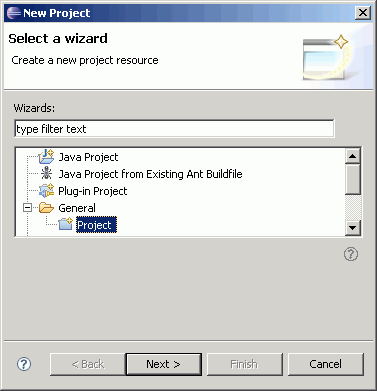 New Project
Select a wizard
Create a new project resource
Wizards:
type filter text
Java Project
Java Project from Existing Ant Buildfile
Plug-in Project
General
Project
< Back
Next >
Finish
Cancel